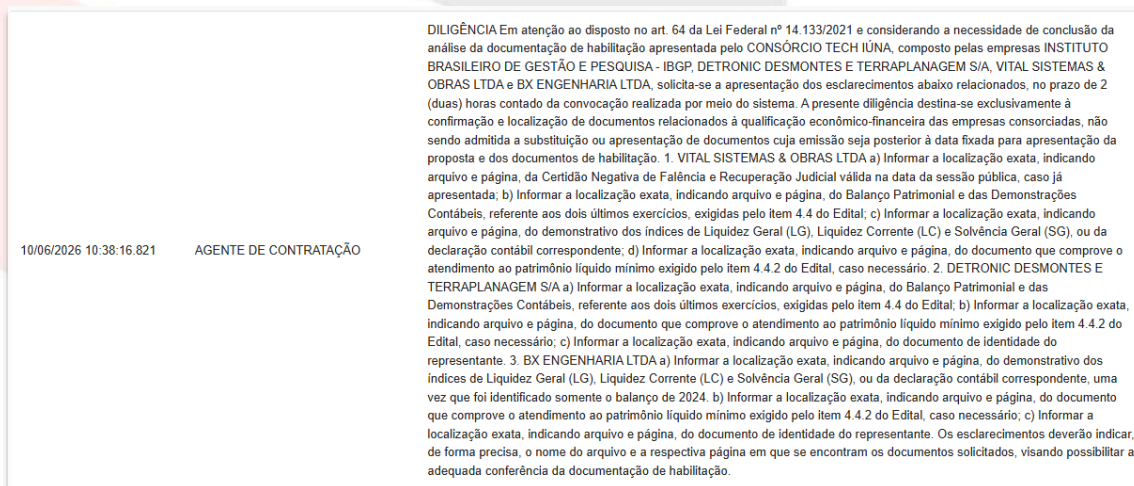 DILIGÊNCIA Em atenção ao disposto no art. 64 da Lei Federal nº 14.133/2021 e considerando a necessidade de conclusão da
análise da documentação de habilitação apresentada pelo CONSÓRCIO TECH IÚNA, composto pelas empresas INSTITUTO
BRASILEIRO DE GESTÃO E PESQUISA - IBGP, DETRONIC DESMONTES E TERRAPLANAGEM S/A, VITAL SISTEMAS &
OBRAS LTDA e BX ENGENHARIA LTDA, solicita-se a apresentação dos esclarecimentos abaixo relacionados, no prazo de 2
(duas) horas contado da convocação realizada por meio do sistema. A presente diligência destina-se exclusivamente à
confirmação e localização de documentos relacionados à qualificação econômico-financeira das empresas consorciadas, não
sendo admitida a substituição ou apresentação de documentos cuja emissão seja posterior à data fixada para apresentação da
proposta e dos documentos de habilitação. 1. VITAL SISTEMAS & OBRAS LTDA a) Informar a localização exata, indicando
arquivo e página, da Certidão Negativa de Falência e Recuperação Judicial válida na data da sessão pública, caso já
apresentada; b) Informar a localização exata, indicando arquivo e página, do Balanço Patrimonial e das Demonstrações
Contábeis, referente aos dois últimos exercícios, exigidas pelo item 4.4 do Edital; c) Informar a localização exata, indicando
arquivo e página, do demonstrativo dos índices de Liquidez Geral (LG), Liquidez Corrente (LC) e Solvência Geral (SG), ou da
10/06/2026 10:38:16.821 AGENTE DE CONTRATAÇÃO declaração contábil correspondente; d) Informar a localização exata, indicando arquivo e página, do documento que comprove o
atendimento ao patrimônio líquido mínimo exigido pelo item 4.4.2 do Edital, caso necessário. 2. DETRONIC DESMONTES E
TERRAPLANAGEM S/A a) Informar a localização exata, indicando arquivo e página, do Balanço Patrimonial e das
Demonstrações Contábeis, referente aos dois últimos exercícios, exigidas pelo item 4.4 do Edital; b) Informar a localização exata,
indicando arquivo e página, do documento que comprove o atendimento ao patrimônio líquido mínimo exigido pelo item 4.4.2 do
Edital, caso necessário; c) Informar a localização exata, indicando arquivo e página, do documento de identidade do
representante. 3. BX ENGENHARIA LTDA a) Informar a localização exata, indicando arquivo e página, do demonstrativo dos
índices de Liquidez Geral (LG), Liquidez Corrente (LC) e Solvência Geral (SG), ou da declaração contábil correspondente, uma
vez que foi identificado somente o balanço de 2024. b) Informar a localização exata, indicando arquivo e página, do documento
que comprove o atendimento ao patrimônio líquido mínimo exigido pelo item 4.4.2 do Edital, caso necessário; c) Informar a
localização exata, indicando arquivo e página, do documento de identidade do representante. Os esclarecimentos deverão indicar,
de forma precisa, o nome do arquivo e a respectiva página em que se encontram os documentos solicitados, visando possibilitar a
adequada conferência da documentação de habilitação.